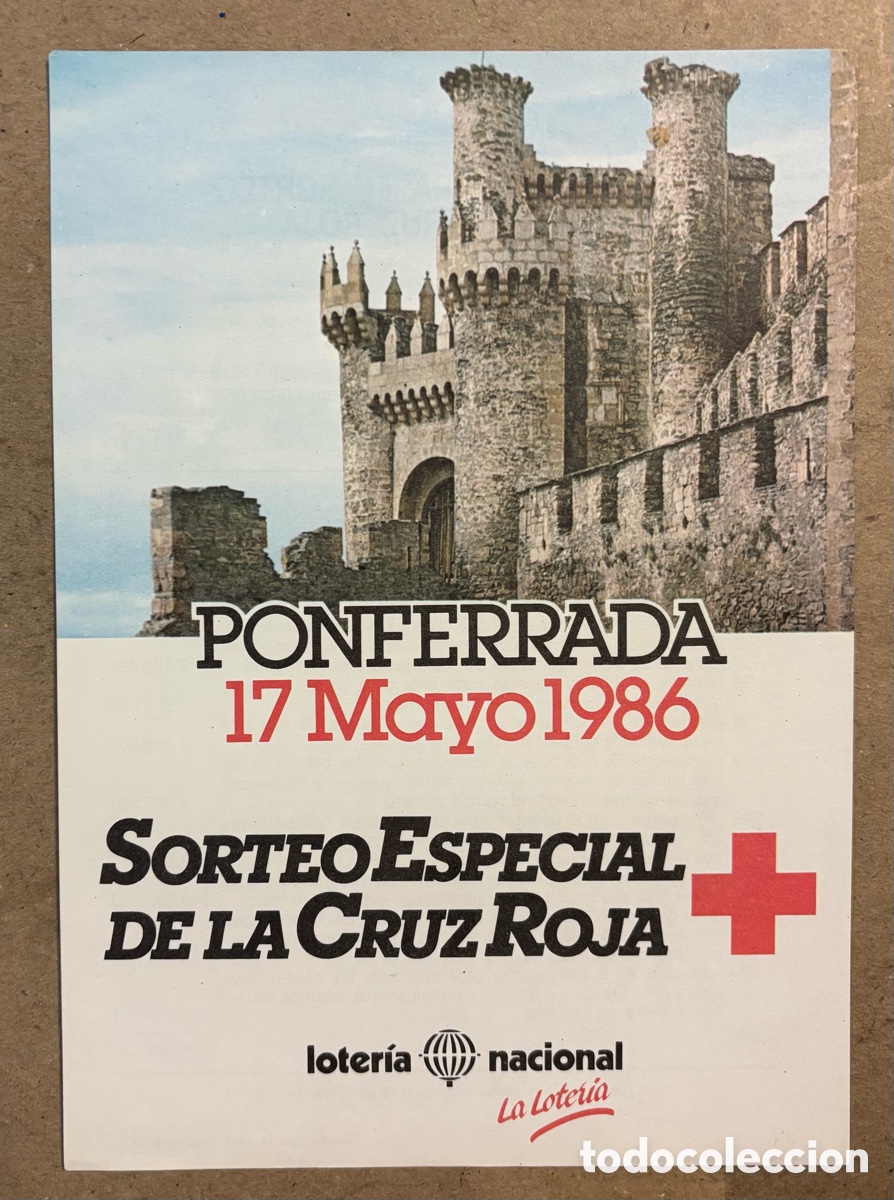 PONFERRADA
17 Mayo 1986
SORTEO ESPECIAL
DE LA CRUZ ROJA
lotería nacional
La Lotería
todocoleccion